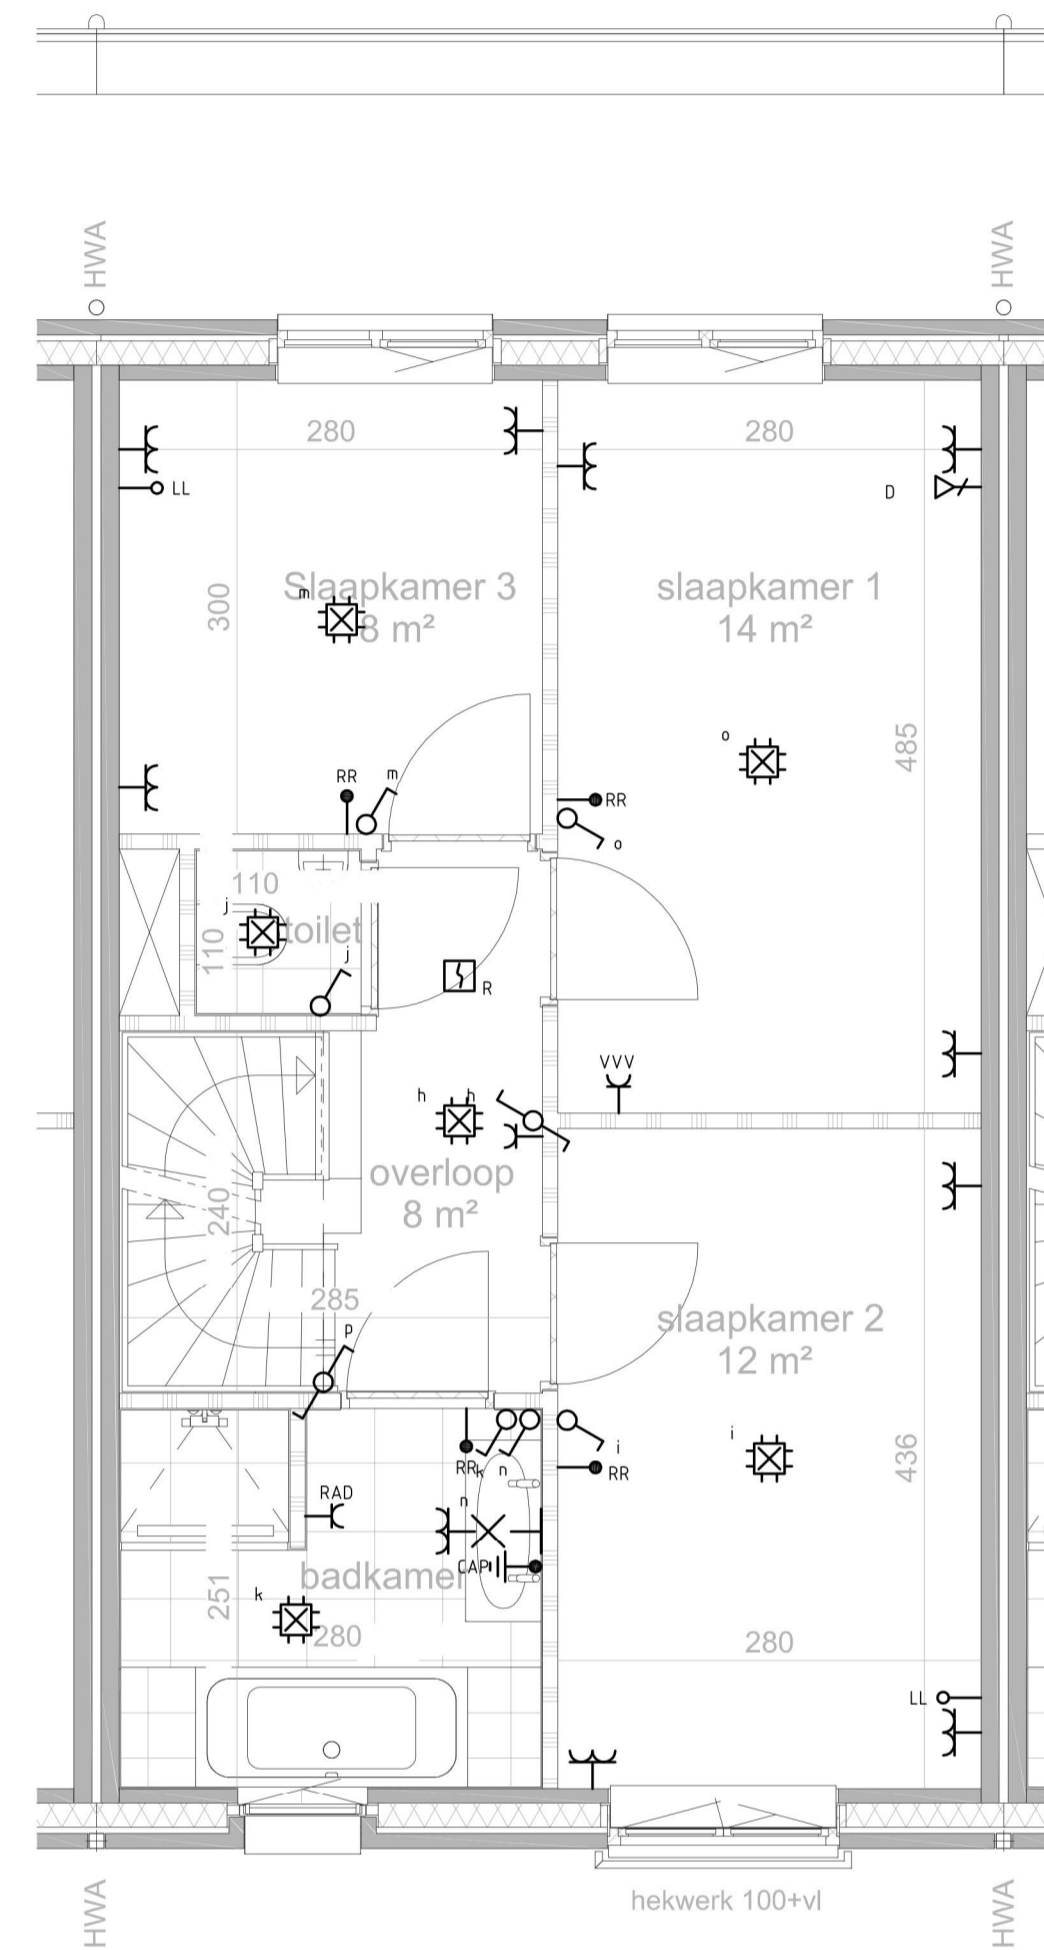 HWA
HWA
280
280
LL
D
300
Slaapkamer 3
8 m²
m
slaapkamer 1
14 m²
o
485
RR
m
RR
o
110
j
toilet
110
j
R
VVV
h
h
overloop
8 m²
240
285
p
slaapkamer 2
12 m²
i
i
436
RR
k
n
RR
RAD
n
CAP
badkamer
251
k
280
280
LL
hekwerk 100+vl
HWA
HWA